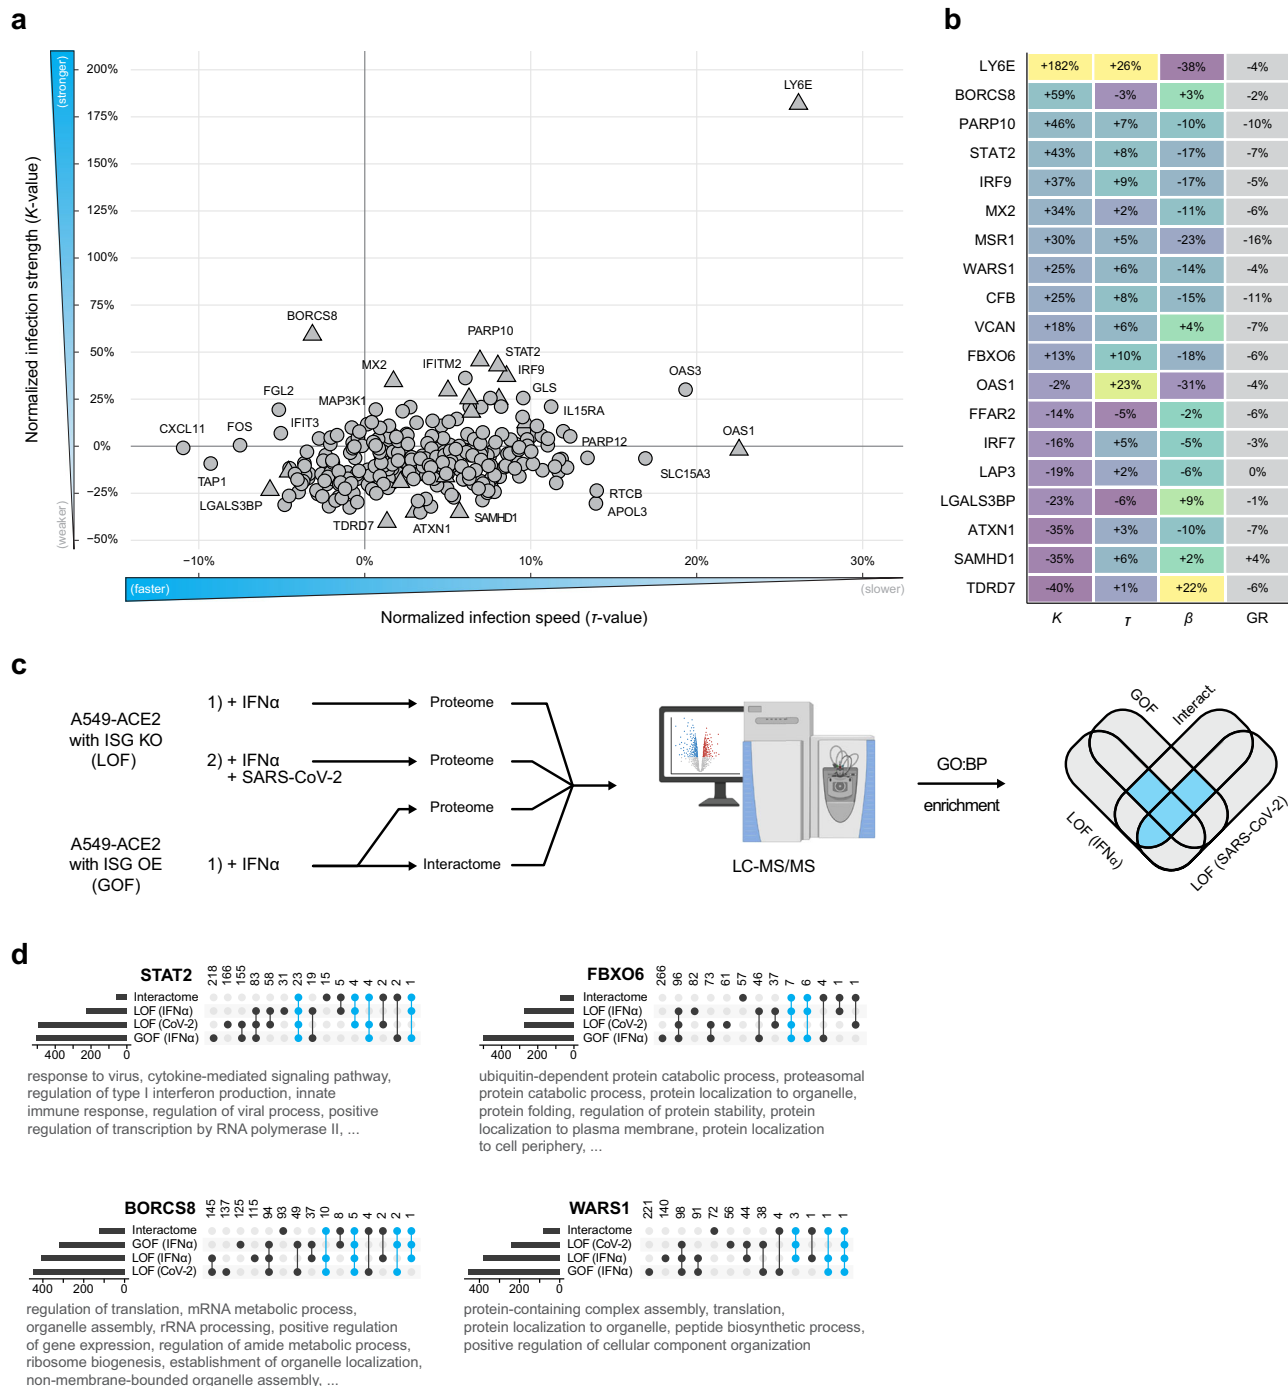 a
Normalized infection strength (K-value)
(stronger)
(weaker)
200%
175%
150%
125%
100%
75%
50%
25%
0%
−25%
−50%
LY6E
BORCS8
PARP10
MX2
IFITM2
STAT2
IRF9
OAS3
FGL2
MAP3K1
GLS
IL15RA
CXCL11
FOS
IFIT3
PARP12
OAS1
TAP1
SLC15A3
LGALS3BP
RTCB
APOL3
TDRD7
ATXN1
SAMHD1
−10%
0%
10%
20%
30%
(faster)
(slower)
Normalized infection speed (τ-value)
b
LY6E +182% +26% -38% -4%
BORCS8 +59% -3% +3% -2%
PARP10 +46% +7% -10% -10%
STAT2 +43% +8% -17% -7%
IRF9 +37% +9% -17% -5%
MX2 +34% +2% -11% -6%
MSR1 +30% +5% -23% -16%
WARS1 +25% +6% -14% -4%
CFB +25% +8% -15% -11%
VCAN +18% +6% +4% -7%
FBXO6 +13% +10% -18% -6%
OAS1 -2% +23% -31% -4%
FFAR2 -14% -5% -2% -6%
IRF7 -16% +5% -5% -3%
LAP3 -19% +2% -6% 0%
LGALS3BP -23% -6% +9% -1%
ATXN1 -35% +3% -10% -7%
SAMHD1 -35% +6% +2% +4%
TDRD7 -40% +1% +22% -6%
K τ β GR
c
A549-ACE2
with ISG KO
(LOF)
1) + IFNα
Proteome
2) + IFNα
+ SARS-CoV-2
Proteome
Proteome
A549-ACE2
with ISG OE
(GOF)
1) + IFNα
Interactome
LC-MS/MS
GO:BP
enrichment
GOF
Interact.
LOF (IFNα)
LOF (SARS-CoV-2)
d
STAT2
218 166 155 83 58 31 23 19 15 5 4 4 2 2 1
Interactome
LOF (IFNα)
LOF (CoV-2)
GOF (IFNα)
400 200 0
response to virus, cytokine-mediated signaling pathway,
regulation of type I interferon production, innate
immune response, regulation of viral process, positive
regulation of transcription by RNA polymerase II, ...
FBXO6
266 96 82 73 61 57 46 37 7 6 4 1 1
Interactome
LOF (IFNα)
LOF (CoV-2)
GOF (IFNα)
400 200 0
ubiquitin-dependent protein catabolic process, proteasomal
protein catabolic process, protein localization to organelle,
protein folding, regulation of protein stability, protein
localization to plasma membrane, protein localization
to cell periphery, ...
BORCS8
145 137 125 115 94 93 49 37 10 8 5 4 2 2 1
Interactome
GOF (IFNα)
LOF (IFNα)
LOF (CoV-2)
400 200 0
regulation of translation, mRNA metabolic process,
organelle assembly, rRNA processing, positive regulation
of gene expression, regulation of amide metabolic process,
ribosome biogenesis, establishment of organelle localization,
non-membrane-bounded organelle assembly, ...
WARS1
221 140 98 91 72 56 44 38 4 3 1 1 1
Interactome
LOF (CoV-2)
LOF (IFNα)
GOF (IFNα)
400 200 0
protein-containing complex assembly, translation,
protein localization to organelle, peptide biosynthetic process,
positive regulation of cellular component organization